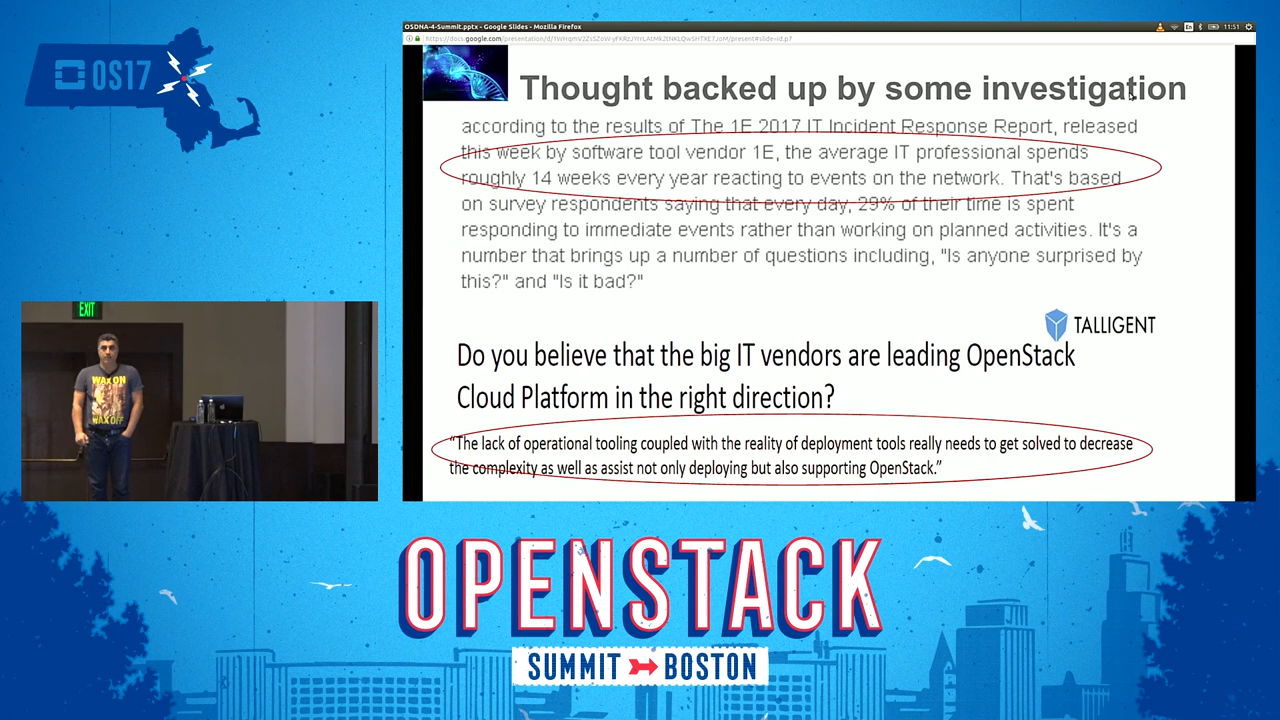 OS17
OSDNA-4-Summit.pptx - Google Slides - Mozilla Firefox
En
11:51
Thought backed up by some investigation
according to the results of The 1E 2017 IT Incident Response Report, released
this week by software tool vendor 1E, the average IT professional spends
roughly 14 weeks every year reacting to events on the network. That's based
on survey respondents saying that every day, 29% of their time is spent
responding to immediate events rather than working on planned activities. It's a
number that brings up a number of questions including, "Is anyone surprised by
this?" and "Is it bad?"
TALLIGENT
Do you believe that the big IT vendors are leading OpenStack
Cloud Platform in the right direction?
“The lack of operational tooling coupled with the reality of deployment tools really needs to get solved to decrease
the complexity as well as assist not only deploying but also supporting OpenStack.”
EXIT
WAX ON
WAX OFF
OPENSTACK
SUMMIT BOSTON